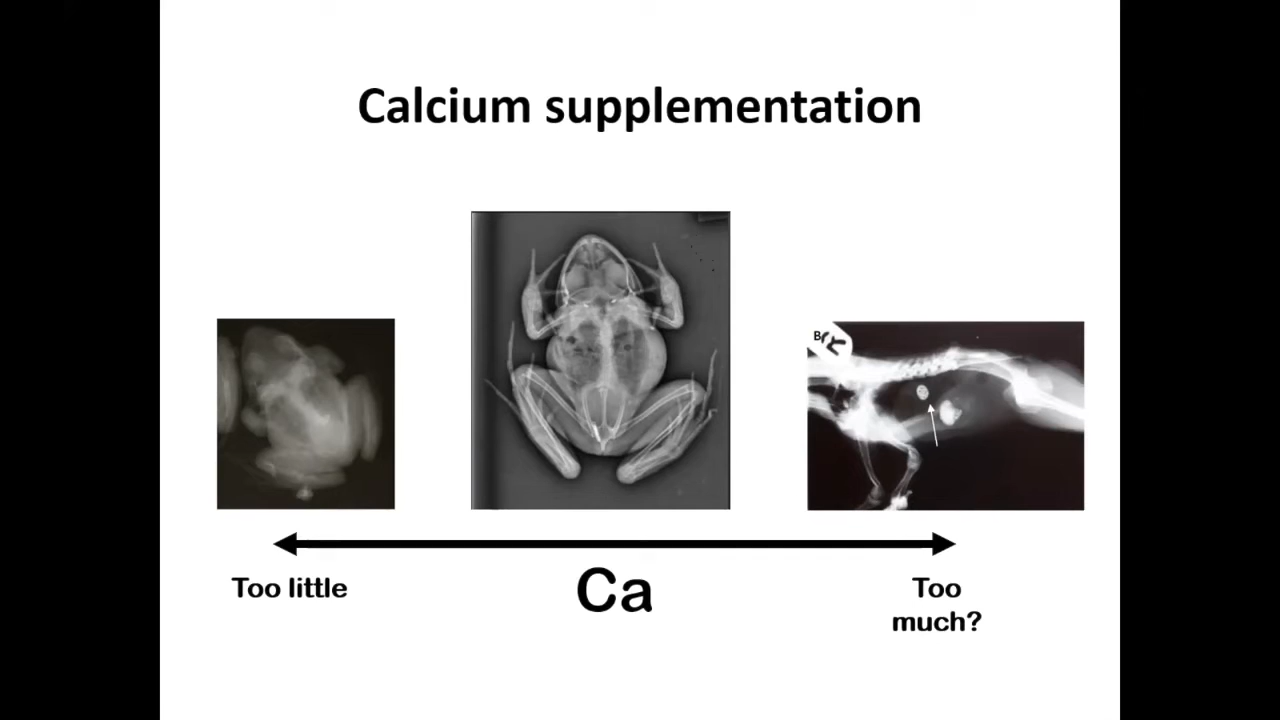 Calcium supplementation
B
Ca
Too little
Too
much?